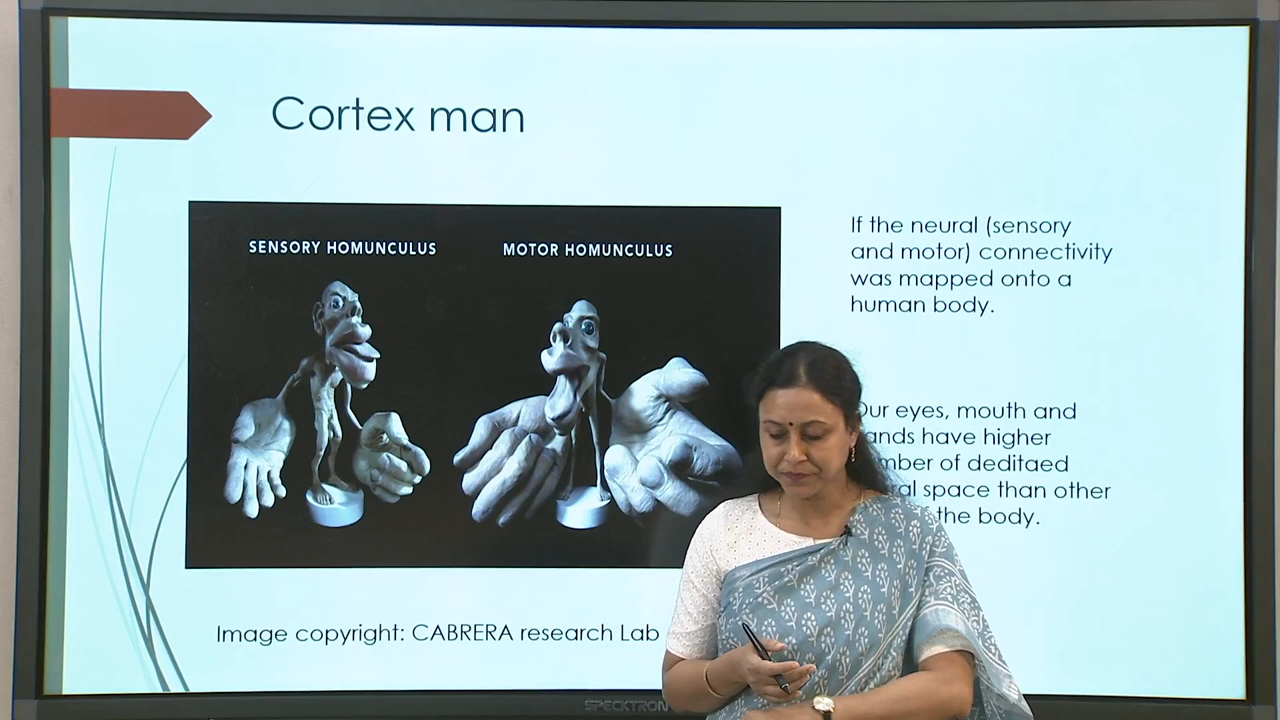 Cortex man
SENSORY HOMUNCULUS
MOTOR HOMUNCULUS
If the neural (sensory
and motor) connectivity
was mapped onto a
human body.
ur eyes, mouth and
ands have higher
mber of deditaed
al space than other
the body.
Image copyright: CABRERA research Lab
SPECKTRON